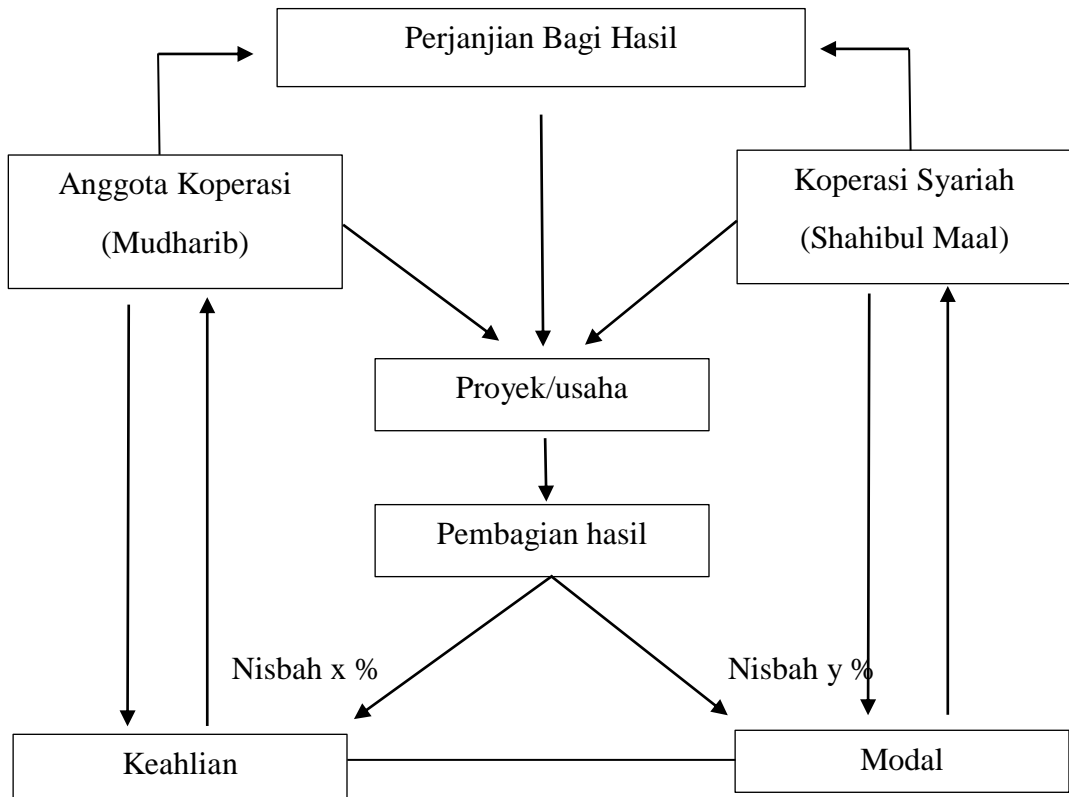 Perjanjian Bagi Hasil
Anggota Koperasi
(Mudharib)
Koperasi Syariah
(Shahibul Maal)
Proyek/usaha
Pembagian hasil
Nisbah x %
Nisbah y %
Keahlian
Modal